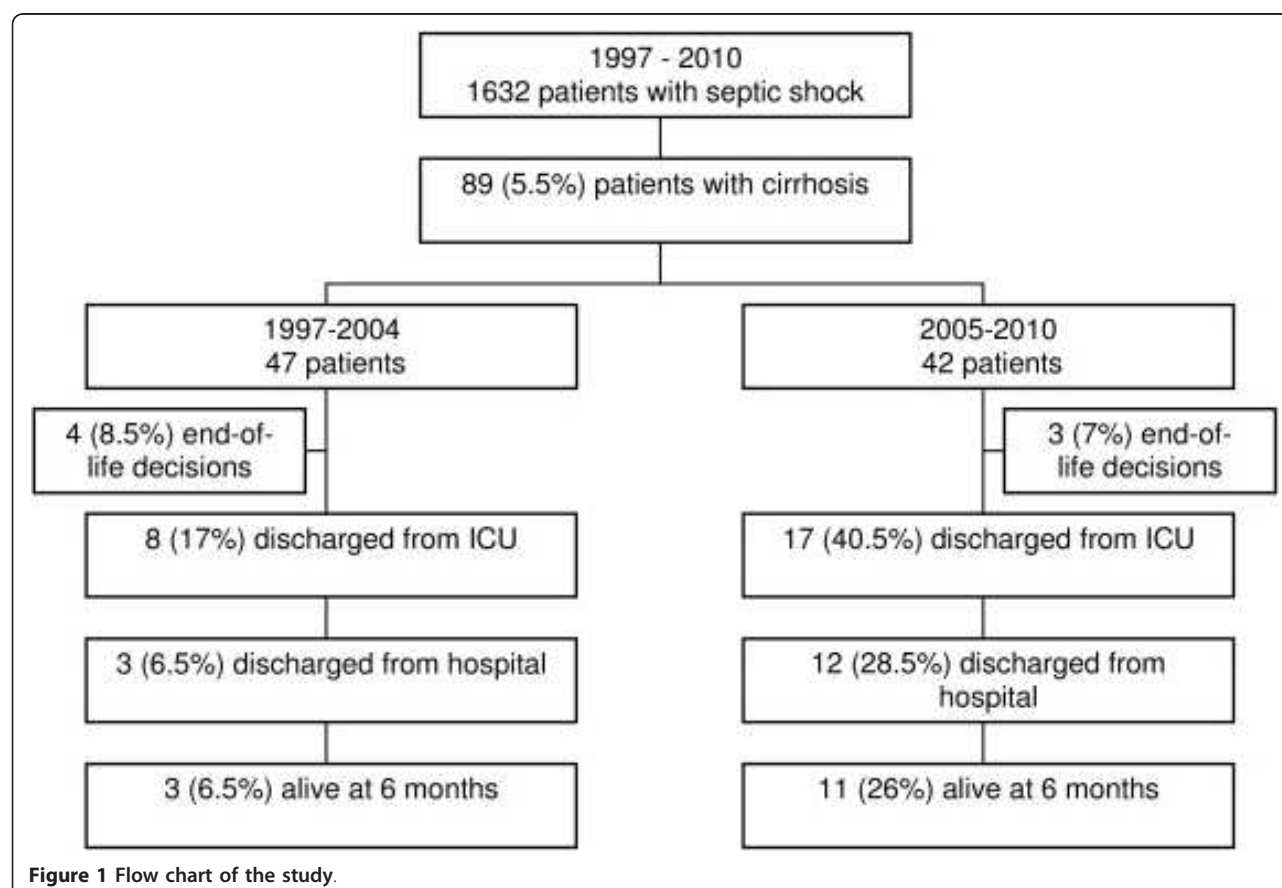 1997 - 2010
1632 patients with septic shock
89 (5.5%) patients with cirrhosis
1997-2004
47 patients
2005-2010
42 patients
4 (8.5%) end-of-
life decisions
3 (7%) end-of-
life decisions
8 (17%) discharged from ICU
17 (40.5%) discharged from ICU
3 (6.5%) discharged from hospital
12 (28.5%) discharged from
hospital
3 (6.5%) alive at 6 months
11 (26%) alive at 6 months
Figure 1 Flow chart of the study.